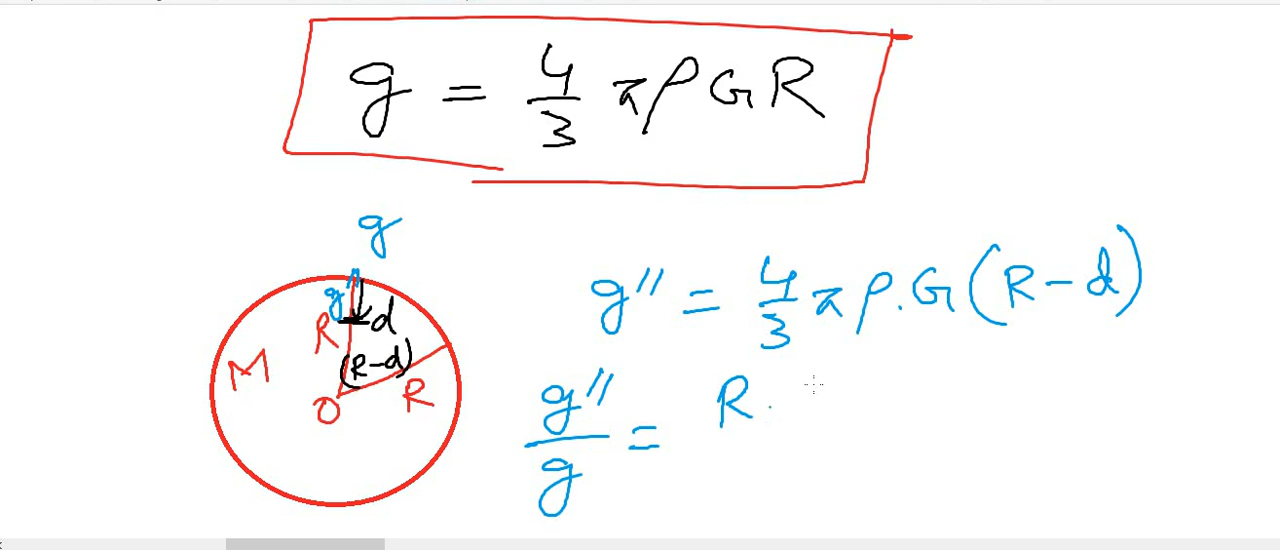 g = 4/3 πρGR
g
g''
R
d
(R-d)
M
O
R
g'' = 4/3 πρ.G(R-d)
g''/g = R